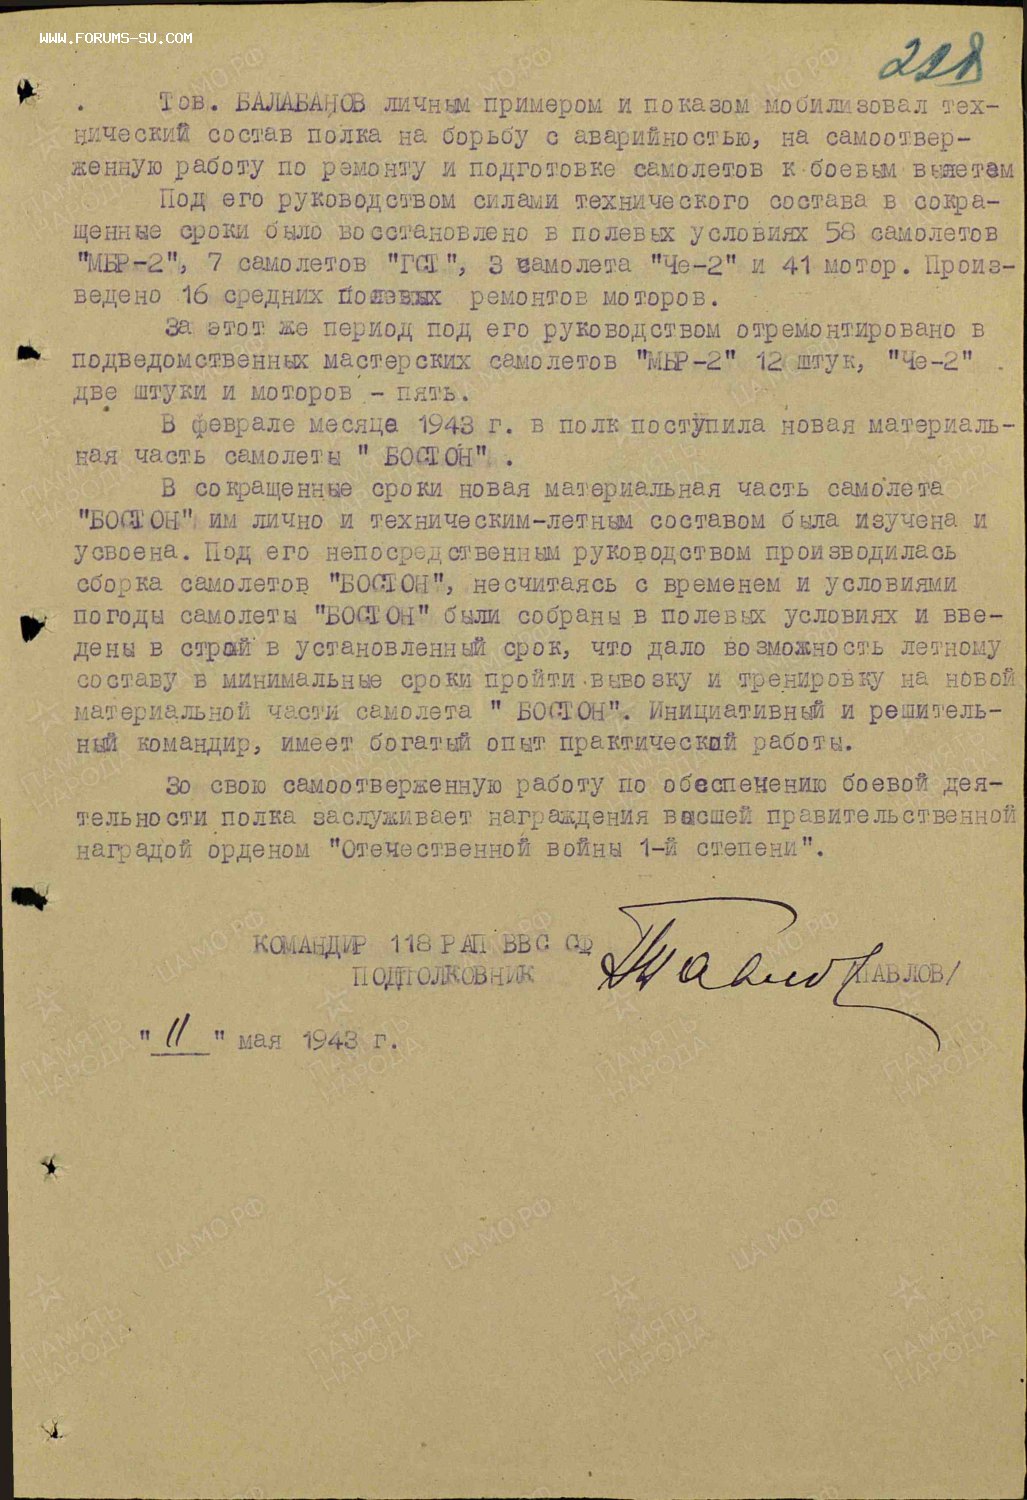 WWW.FORUMS-SU.COM
228
. Тов. БАЛАБАНОВ личным примером и показом мобилизовал тех-
нический состав полка на борьбу с аварийностью, на самоотвер-
женную работу по ремонту и подготовке самолетов к боевым вылетам
Под его руководством силами технического состава в сокра-
щенные сроки было восстановлено в полевых условиях 58 самолетов
"МБР-2", 7 самолетов "ГСТ", 3 самолета "Че-2" и 41 мотор. Произ-
ведено 16 средних полевых ремонтов моторов.
За этот же период под его руководством отремонтировано в
подведомственных мастерских самолетов "МБР-2" 12 штук, "Че-2"
две штуки и моторов - пять.
В феврале месяце 1943 г. в полк поступила новая материаль-
ная часть самолеты " БОСТОН" .
В сокращенные сроки новая материальная часть самолета
"БОСТОН" им лично и техническим-летным составом была изучена и
усвоена. Под его непосредственным руководством производилась
сборка самолетов "БОСТОН", несчитаясь с временем и условиями
погоды самолеты "БОСТОН" были собраны в полевых условиях и вве-
дены в строй в установленный срок, что дало возможность летному
составу в минимальные сроки пройти вывозку и тренировку на новой
материальной части самолета " БОСТОН". Инициативный и решитель-
ный командир, имеет богатый опыт практической работы.
Зо свою самоотверженную работу по обеспечению боевой дея-
тельности полка заслуживает награждения высшей правительственной
наградой орденом "Отечественной войны 1-й степени".
КОМАНДИР 118 РАП ВВС СФ
ПОДПОЛКОВНИК Павлов ПАВЛОВ/
" 11 " мая 1943 г.
ЦА МО РФ
ПАМЯТЬ НАРОДА